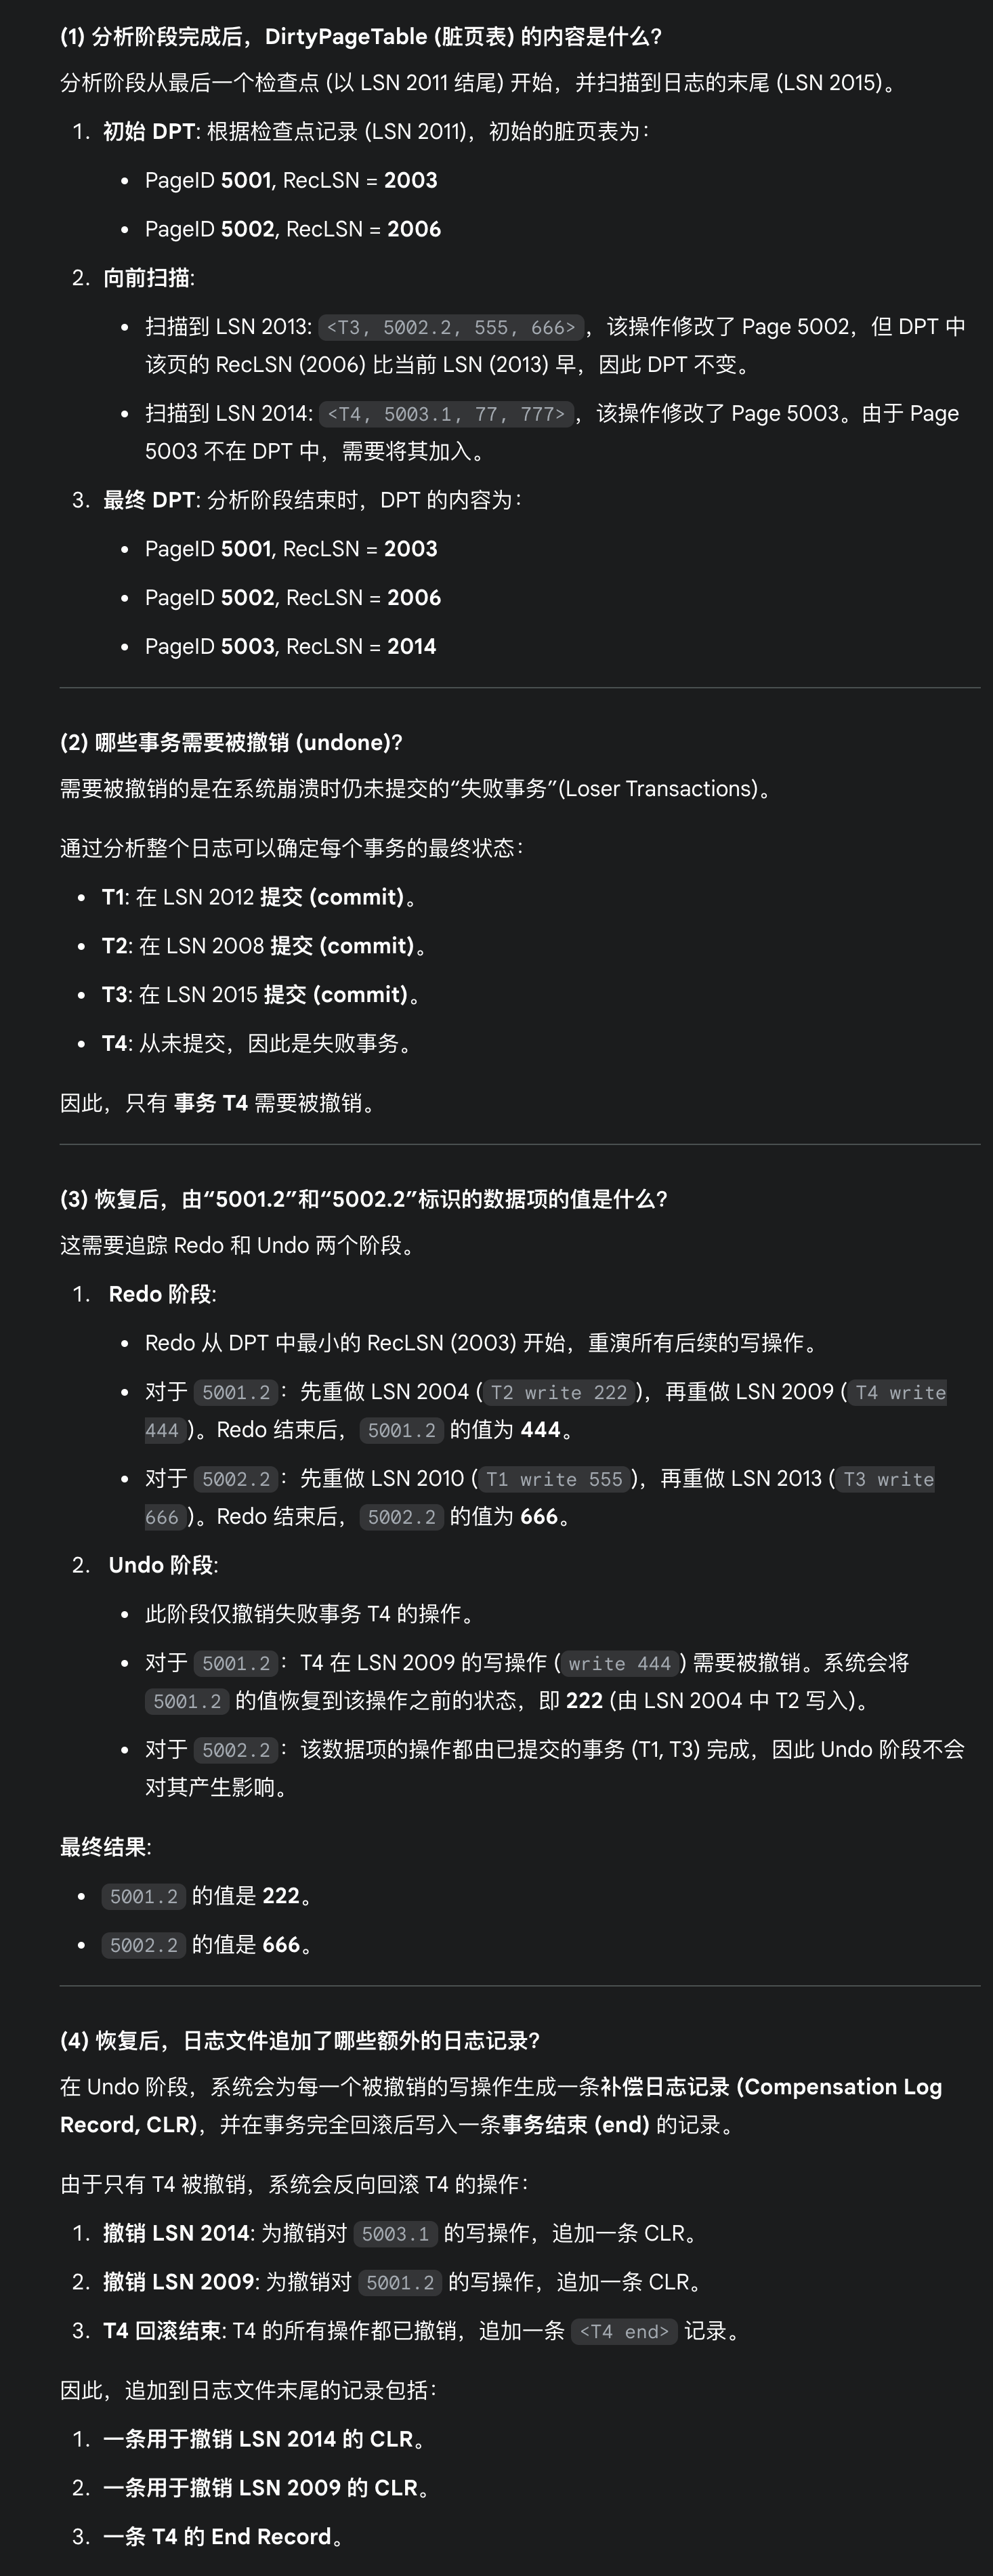 (1) 分析阶段完成后，DirtyPageTable (脏页表) 的内容是什么？
分析阶段从最后一个检查点 (以 LSN 2011 结尾) 开始，并扫描到日志的末尾 (LSN 2015)。
1. 初始 DPT: 根据检查点记录 (LSN 2011)，初始的脏页表为：
• PageID 5001, RecLSN = 2003
• PageID 5002, RecLSN = 2006
2. 向前扫描:
• 扫描到 LSN 2013: <T3, 5002.2, 555, 666>，该操作修改了 Page 5002，但 DPT 中
该页的 RecLSN (2006) 比当前 LSN (2013) 早，因此 DPT 不变。
• 扫描到 LSN 2014: <T4, 5003.1, 77, 777>，该操作修改了 Page 5003。由于 Page
5003 不在 DPT 中，需要将其加入。
3. 最终 DPT: 分析阶段结束时，DPT 的内容为：
• PageID 5001, RecLSN = 2003
• PageID 5002, RecLSN = 2006
• PageID 5003, RecLSN = 2014
(2) 哪些事务需要被撤销 (undone)?
需要被撤销的是在系统崩溃时仍未提交的“失败事务”(Loser Transactions)。
通过分析整个日志可以确定每个事务的最终状态：
• T1: 在 LSN 2012 提交 (commit)。
• T2: 在 LSN 2008 提交 (commit)。
• T3: 在 LSN 2015 提交 (commit)。
• T4: 从未提交，因此是失败事务。
因此，只有 事务 T4 需要被撤销。
(3) 恢复后，由“5001.2”和“5002.2”标识的数据项的值是什么？
这需要追踪 Redo 和 Undo 两个阶段。
1. Redo 阶段:
• Redo 从 DPT 中最小的 RecLSN (2003) 开始，重演所有后续的写操作。
• 对于 5001.2：先重做 LSN 2004 (T2 write 222)，再重做 LSN 2009 (T4 write
444)。Redo 结束后，5001.2 的值为 444。
• 对于 5002.2：先重做 LSN 2010 (T1 write 555)，再重做 LSN 2013 (T3 write
666)。Redo 结束后，5002.2 的值为 666。
2. Undo 阶段:
• 此阶段仅撤销失败事务 T4 的操作。
• 对于 5001.2：T4 在 LSN 2009 的写操作 (write 444) 需要被撤销。系统会将
5001.2 的值恢复到该操作之前的状态，即 222 (由 LSN 2004 中 T2 写入)。
• 对于 5002.2：该数据项的操作都由已提交的事务 (T1, T3) 完成，因此 Undo 阶段不会
对其产生影响。
最终结果:
• 5001.2 的值是 222。
• 5002.2 的值是 666。
(4) 恢复后，日志文件追加了哪些额外的日志记录？
在 Undo 阶段，系统会为每一个被撤销的写操作生成一条补偿日志记录 (Compensation Log
Record, CLR)，并在事务完全回滚后写入一条事务结束 (end) 的记录。
由于只有 T4 被撤销，系统会反向回滚 T4 的操作：
1. 撤销 LSN 2014: 为撤销对 5003.1 的写操作，追加一条 CLR。
2. 撤销 LSN 2009: 为撤销对 5001.2 的写操作，追加一条 CLR。
3. T4 回滚结束: T4 的所有操作都已撤销，追加一条 <T4 end> 记录。
因此，追加到日志文件末尾的记录包括：
1. 一条用于撤销 LSN 2014 的 CLR。
2. 一条用于撤销 LSN 2009 的 CLR。
3. 一条 T4 的 End Record。